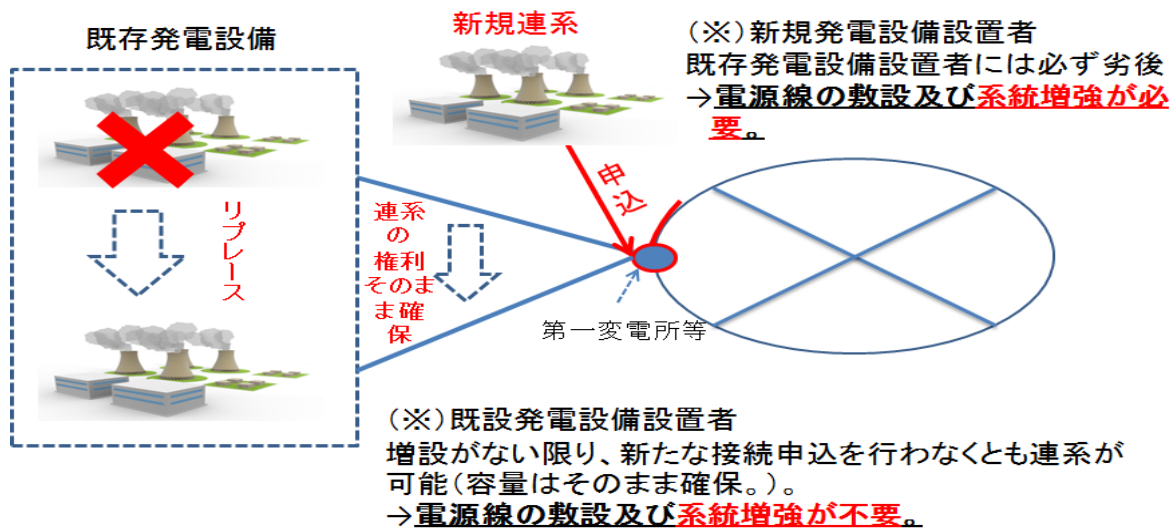 既存発電設備
新規連系
(※)新規発電設備設置者
既存発電設備設置者には必ず劣後
→電源線の敷設及び系統増強が必
要。
申込
リプレース
連系
の
権利
そのま
ま確
保
第一変電所等
(※)既設発電設備設置者
増設がない限り、新たな接続申込を行わなくとも連系が
可能(容量はそのまま確保。)。
→電源線の敷設及び系統増強が不要。